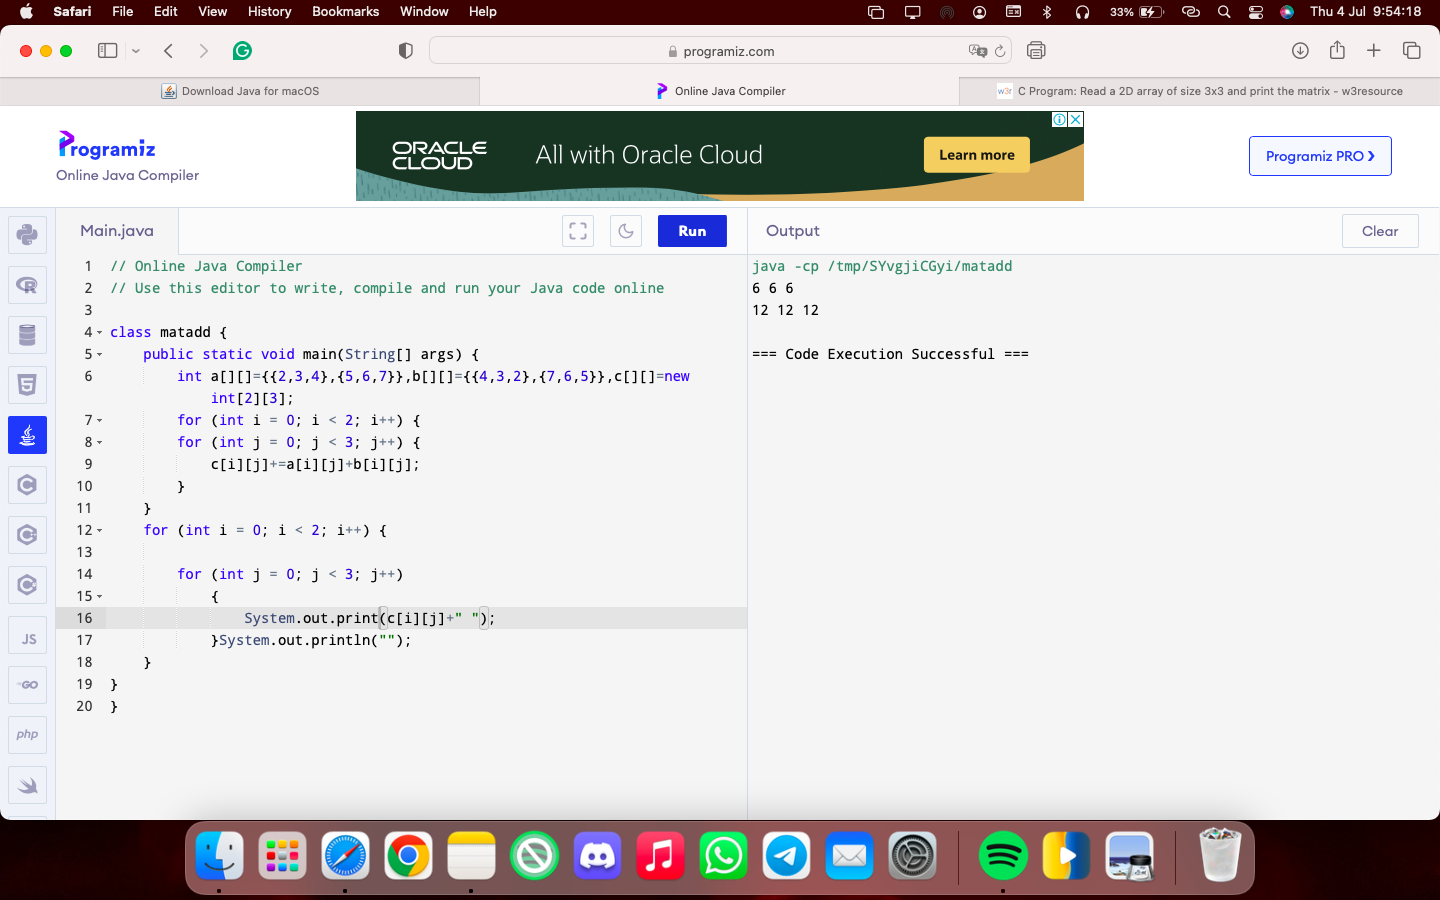 Safari File Edit View History Bookmarks Window Help 33% Thu 4 Jul 9:54:18
programiz.com
Download Java for macOS
Online Java Compiler
w3r C Program: Read a 2D array of size 3x3 and print the matrix - w3resource
Programiz
Online Java Compiler
ORACLE
CLOUD
All with Oracle Cloud
Learn more
Programiz PRO ❯
Main.java
Run
Output
Clear
1 // Online Java Compiler
2 // Use this editor to write, compile and run your Java code online
3
4 class matadd {
5 public static void main(String[] args) {
6 int a[][]={{2,3,4},{5,6,7}},b[][]={{4,3,2},{7,6,5}},c[][]=new
int[2][3];
7 for (int i = 0; i < 2; i++) {
8 for (int j = 0; j < 3; j++) {
9 c[i][j]+=a[i][j]+b[i][j];
10 }
11 }
12 for (int i = 0; i < 2; i++) {
13
14 for (int j = 0; j < 3; j++)
15 {
16 System.out.print(c[i][j]+" ");
17 }System.out.println("");
18 }
19 }
20 }
java -cp /tmp/SYvgjiCGyi/matadd
6 6 6
12 12 12
=== Code Execution Successful ===
JS
GO
php